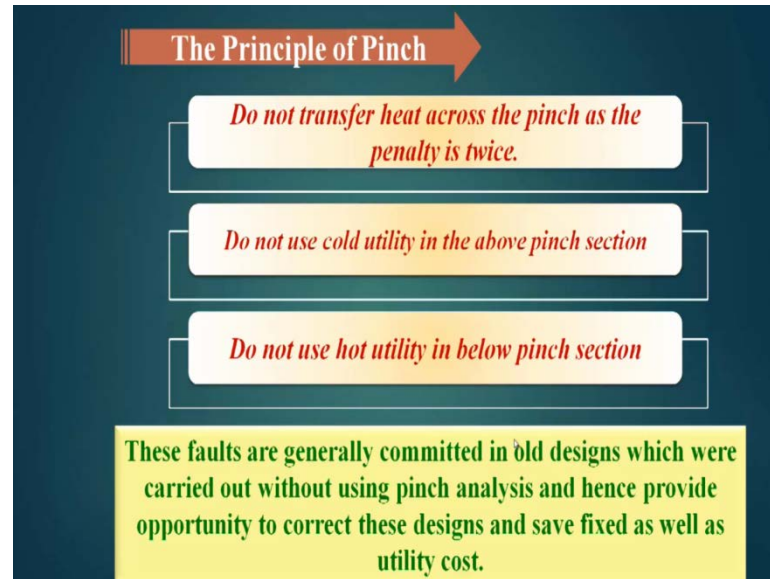 The Principle of Pinch
Do not transfer heat across the pinch as the
penalty is twice.
Do not use cold utility in the above pinch section
Do not use hot utility in below pinch section
These faults are generally committed in old designs which were
carried out without using pinch analysis and hence provide
opportunity to correct these designs and save fixed as well as
utility cost.